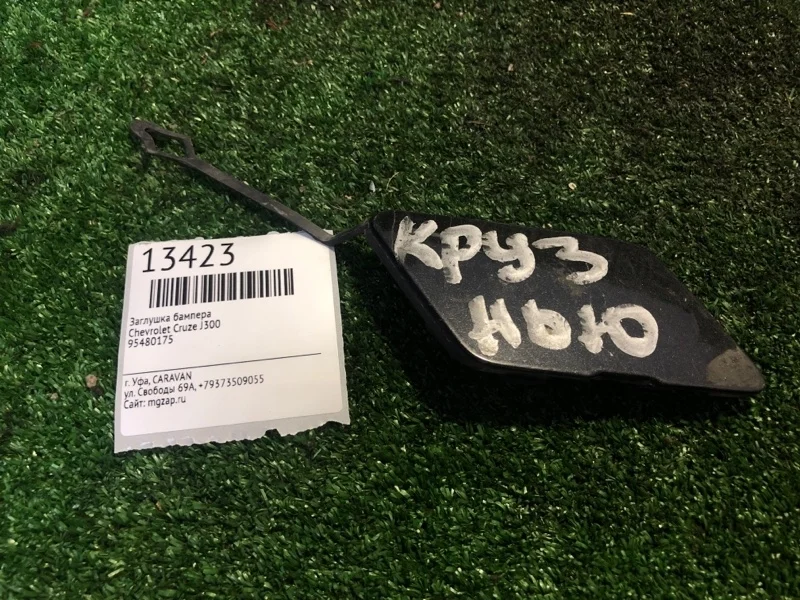 13423
Заглушка бампера
Chevrolet Cruze J300
95480175
г. Уфа, CARAVAN
ул. Свободы 69А, +79373509055
Сайт: mgzap.ru
КРУЗ
НЬЮ